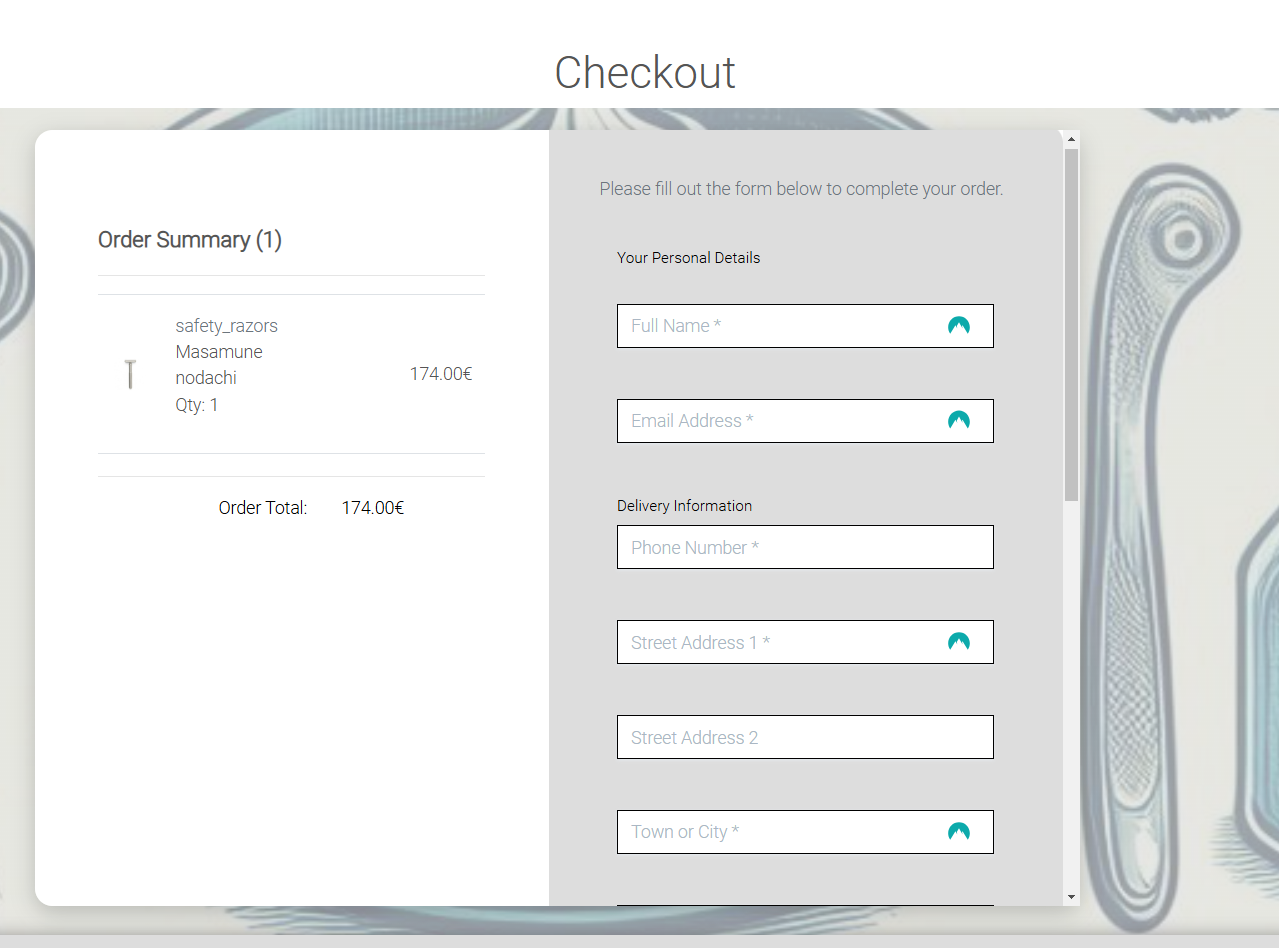 Checkout
Order Summary (1)
safety_razors
Masamune
nodachi
Qty: 1
174.00€
Order Total: 174.00€
Please fill out the form below to complete your order.
Your Personal Details
Full Name *
Email Address *
Delivery Information
Phone Number *
Street Address 1 *
Street Address 2
Town or City *